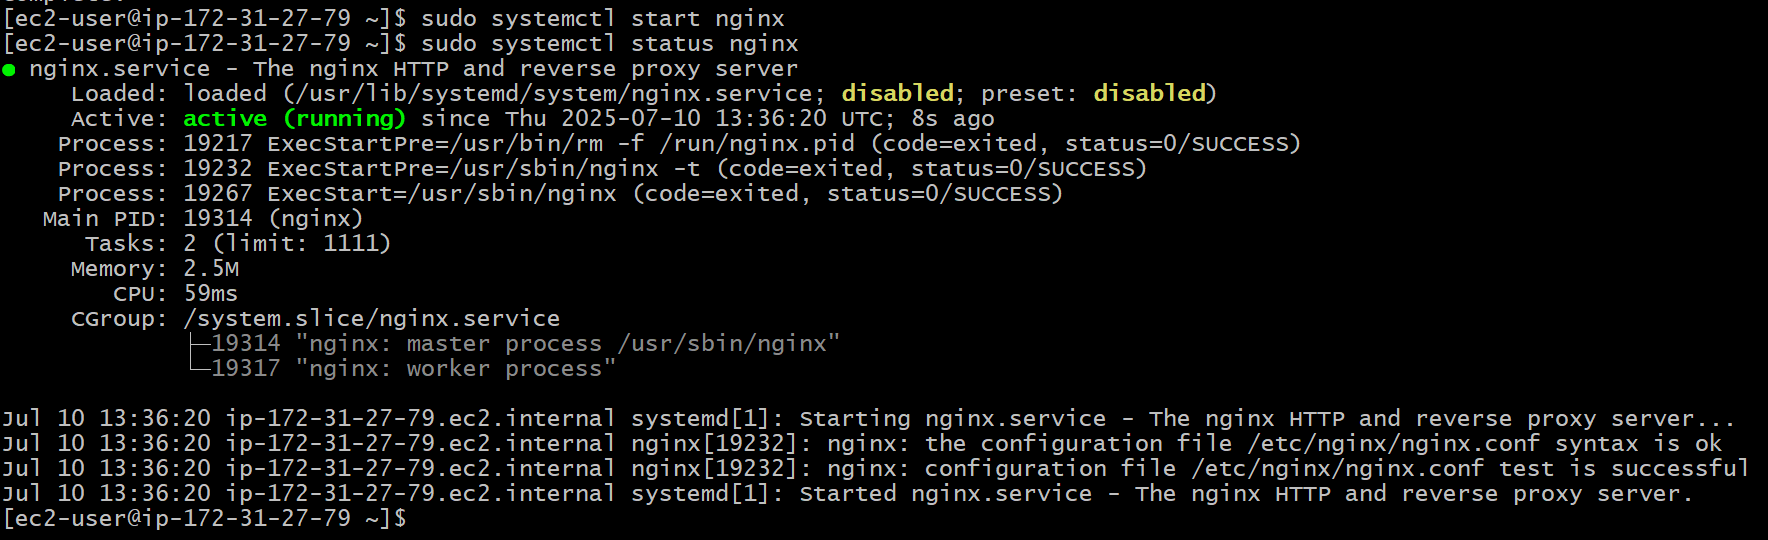 [ec2-user@ip-172-31-27-79 ~]$ sudo systemctl start nginx
[ec2-user@ip-172-31-27-79 ~]$ sudo systemctl status nginx
● nginx.service - The nginx HTTP and reverse proxy server
     Loaded: loaded (/usr/lib/systemd/system/nginx.service; disabled; preset: disabled)
     Active: active (running) since Thu 2025-07-10 13:36:20 UTC; 8s ago
    Process: 19217 ExecStartPre=/usr/bin/rm -f /run/nginx.pid (code=exited, status=0/SUCCESS)
    Process: 19232 ExecStartPre=/usr/sbin/nginx -t (code=exited, status=0/SUCCESS)
    Process: 19267 ExecStart=/usr/sbin/nginx (code=exited, status=0/SUCCESS)
   Main PID: 19314 (nginx)
      Tasks: 2 (limit: 1111)
     Memory: 2.5M
        CPU: 59ms
     CGroup: /system.slice/nginx.service
             ├─19314 "nginx: master process /usr/sbin/nginx"
             └─19317 "nginx: worker process"
Jul 10 13:36:20 ip-172-31-27-79.ec2.internal systemd[1]: Starting nginx.service - The nginx HTTP and reverse proxy server...
Jul 10 13:36:20 ip-172-31-27-79.ec2.internal nginx[19232]: nginx: the configuration file /etc/nginx/nginx.conf syntax is ok
Jul 10 13:36:20 ip-172-31-27-79.ec2.internal nginx[19232]: nginx: configuration file /etc/nginx/nginx.conf test is successful
Jul 10 13:36:20 ip-172-31-27-79.ec2.internal systemd[1]: Started nginx.service - The nginx HTTP and reverse proxy server.
[ec2-user@ip-172-31-27-79 ~]$